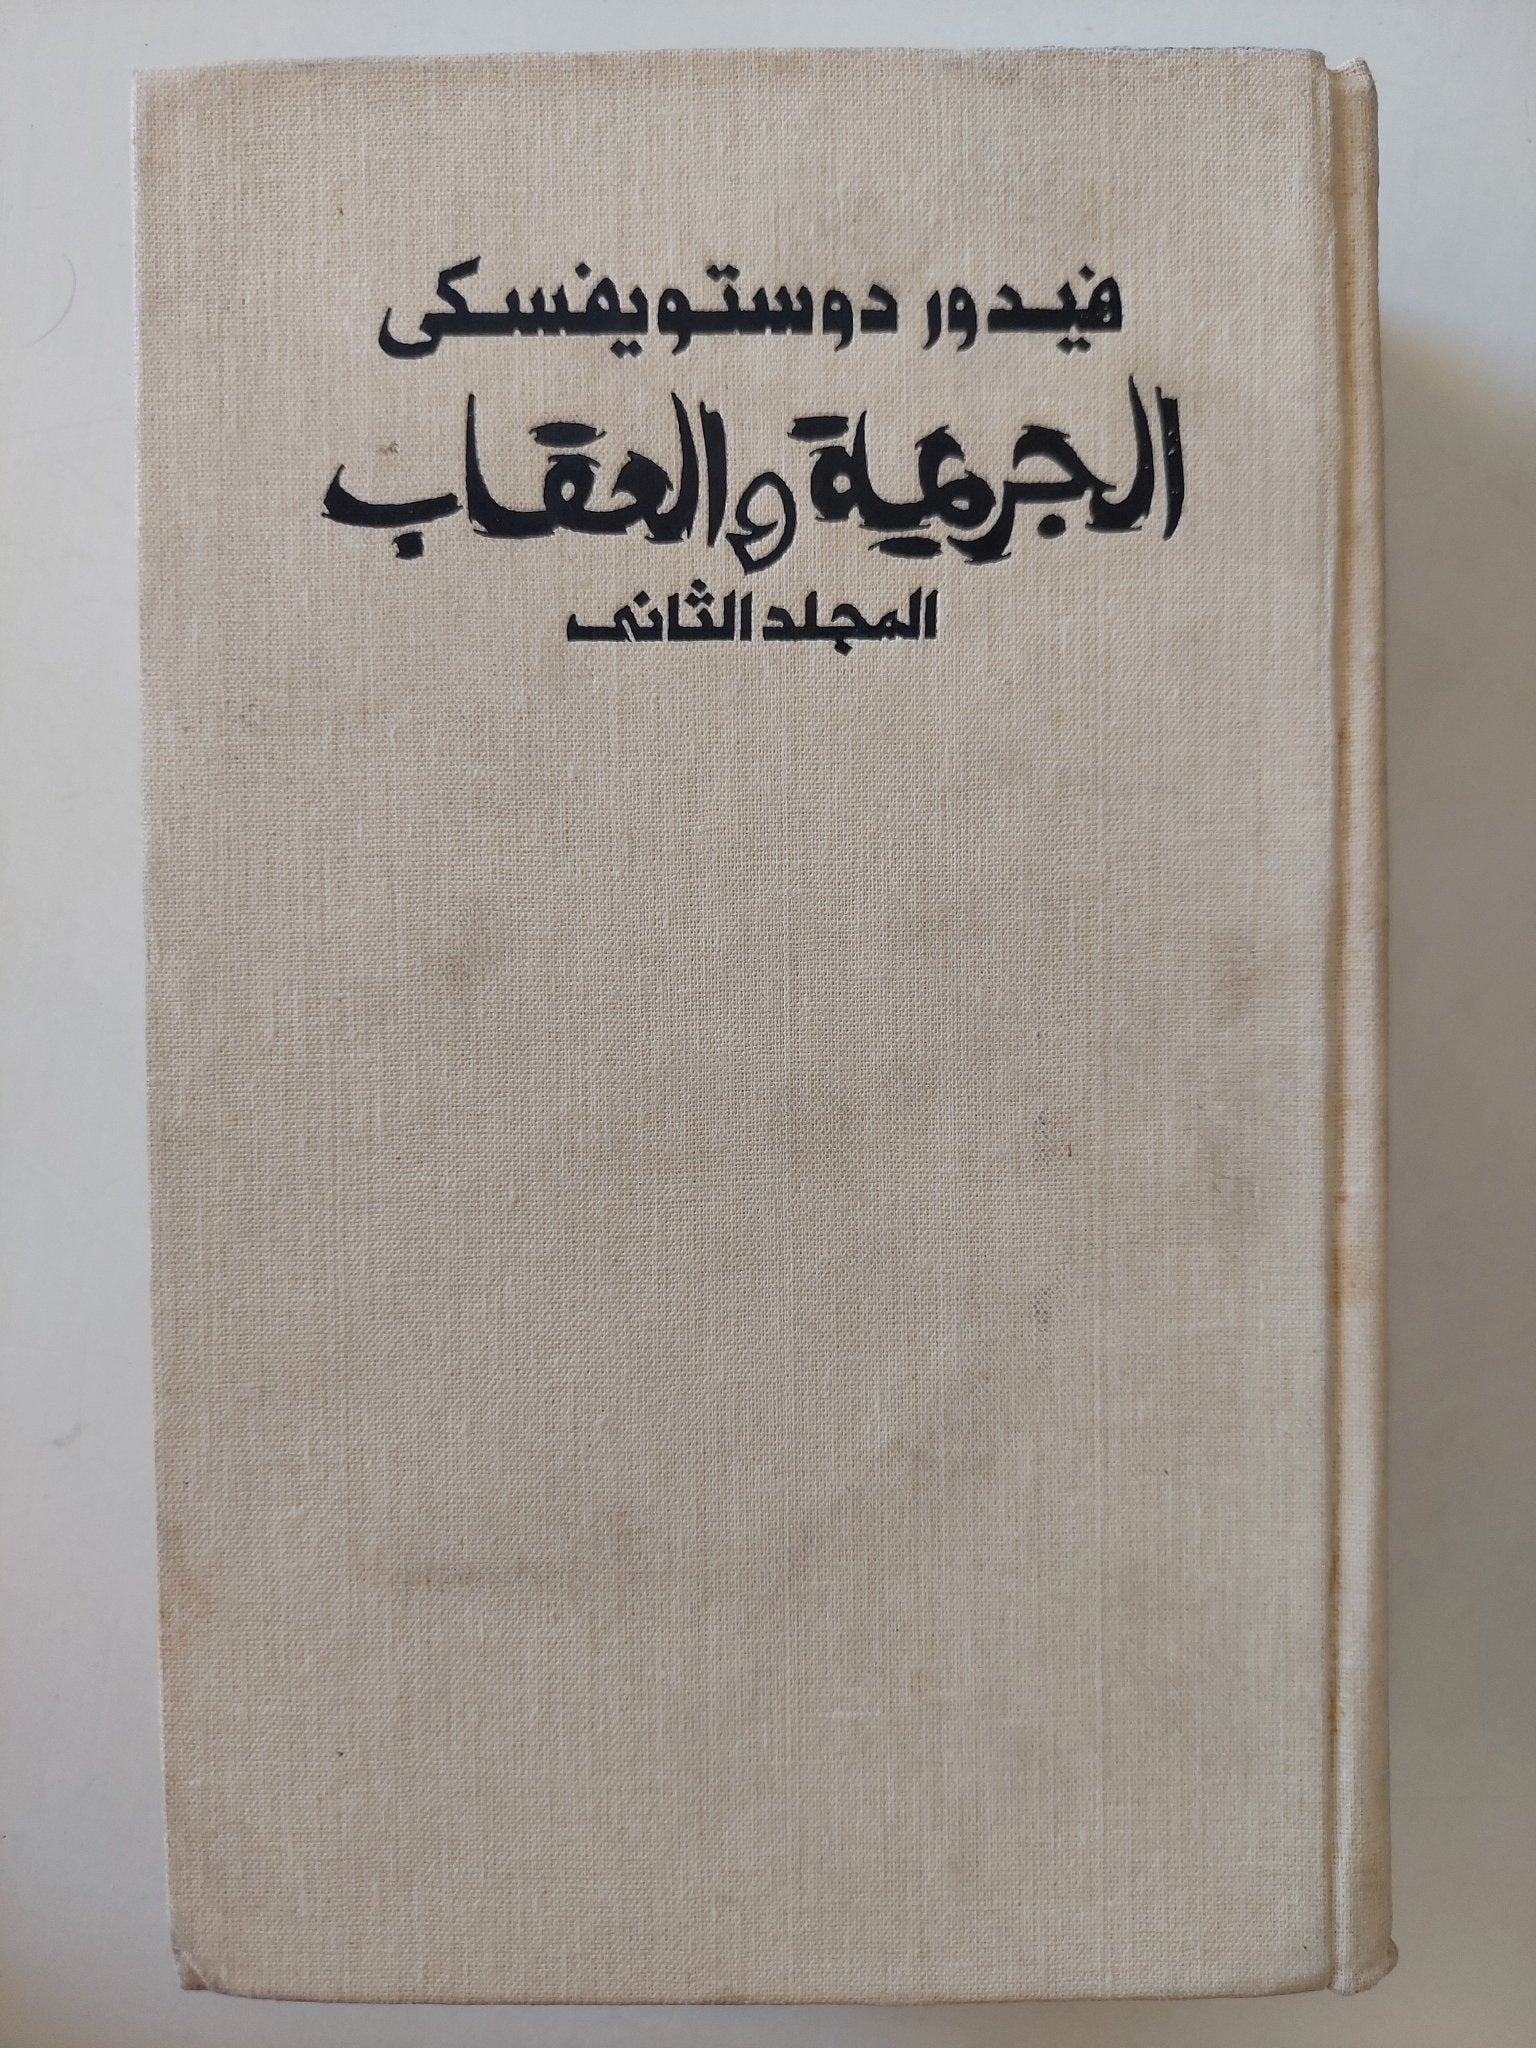 فيدور دوستويفسكى
الجريمة والعقاب
المجلد الثانى